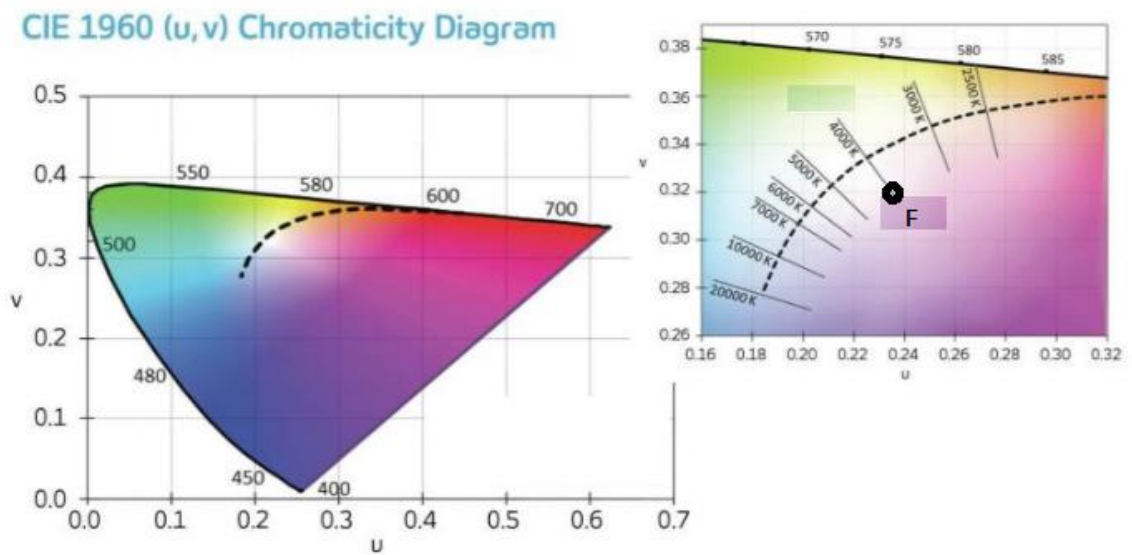 CIE 1960 (u,v) Chromaticity Diagram
0.5
0.4
0.3
0.2
0.1
0.0
v
550
580
600
700
500
480
450
400
0.0 0.1 0.2 0.3 0.4 0.5 0.6 0.7
u
0.38
0.36
0.34
0.32
0.30
0.28
0.26
v
570
575
580
585
2500 K
3000 K
4000 K
5000 K
6000 K
7000 K
10000 K
20000 K
F
0.16 0.18 0.20 0.22 0.24 0.26 0.28 0.30 0.32
u